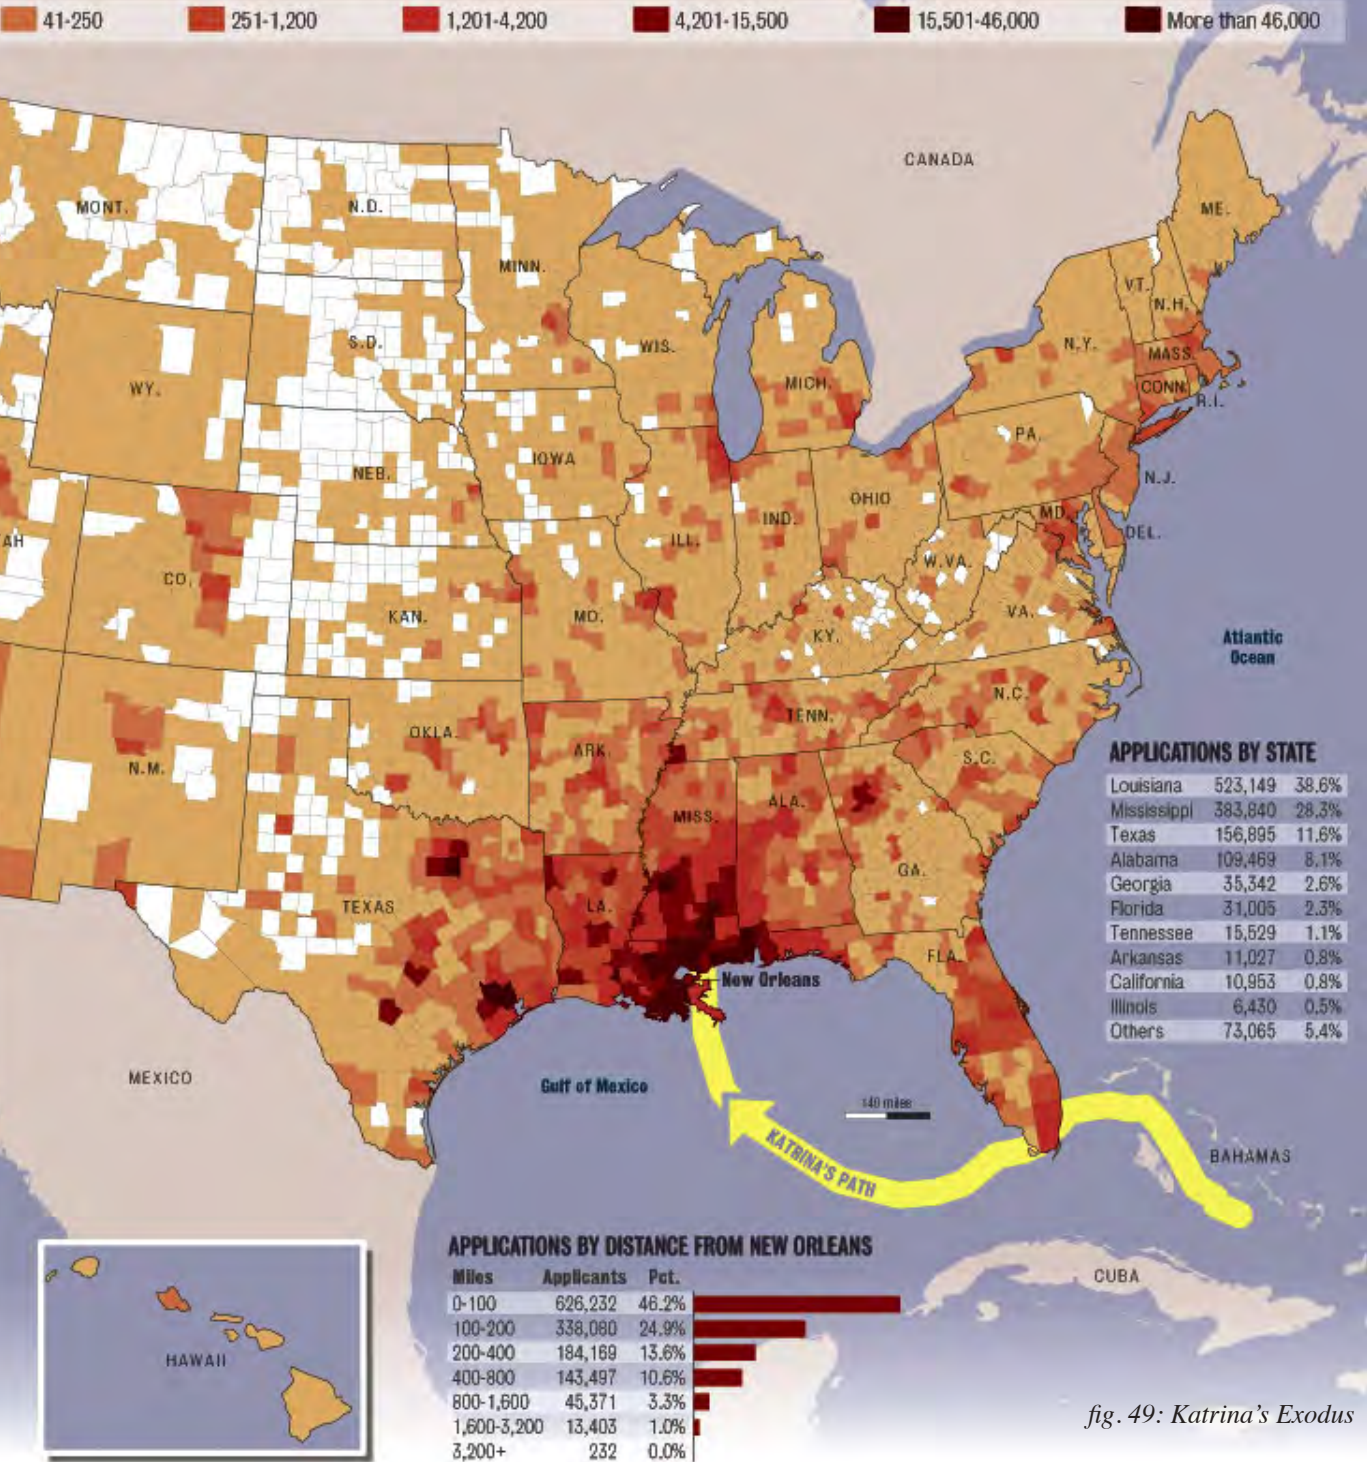 41-250 251-1,200 1,201-4,200 4,201-15,500 15,501-46,000 More than 46,000
CANADA
ME.
MONT.
N.D.
MINN.
VT.
N.H.
S.D.
WIS.
N.Y.
MASS.
WY.
MICH.
CONN.
R.I.
PA.
NEB.
IOWA
N.J.
OHIO
MD.
IND.
DEL.
AH
ILL.
W.VA.
CO.
KAN.
MO.
KY.
VA.
Atlantic
Ocean
N.C.
OKLA.
TENN.
ARK.
S.C.
N.M.
MISS.
ALA.
GA.
TEXAS
LA.
FLA.
New Orleans
APPLICATIONS BY STATE
Louisiana 523,149 38.6%
Mississippi 383,840 28.3%
Texas 156,895 11.6%
Alabama 109,469 8.1%
Georgia 35,342 2.6%
Florida 31,005 2.3%
Tennessee 15,529 1.1%
Arkansas 11,027 0.8%
California 10,953 0.8%
Illinois 6,430 0.5%
Others 73,065 5.4%
MEXICO
Gulf of Mexico
140 miles
KATRINA'S PATH
BAHAMAS
CUBA
HAWAII
APPLICATIONS BY DISTANCE FROM NEW ORLEANS
Miles Applicants Pct.
0-100 626,232 46.2%
100-200 338,080 24.9%
200-400 184,169 13.6%
400-800 143,497 10.6%
800-1,600 45,371 3.3%
1,600-3,200 13,403 1.0%
3,200+ 232 0.0%
fig. 49: Katrina's Exodus